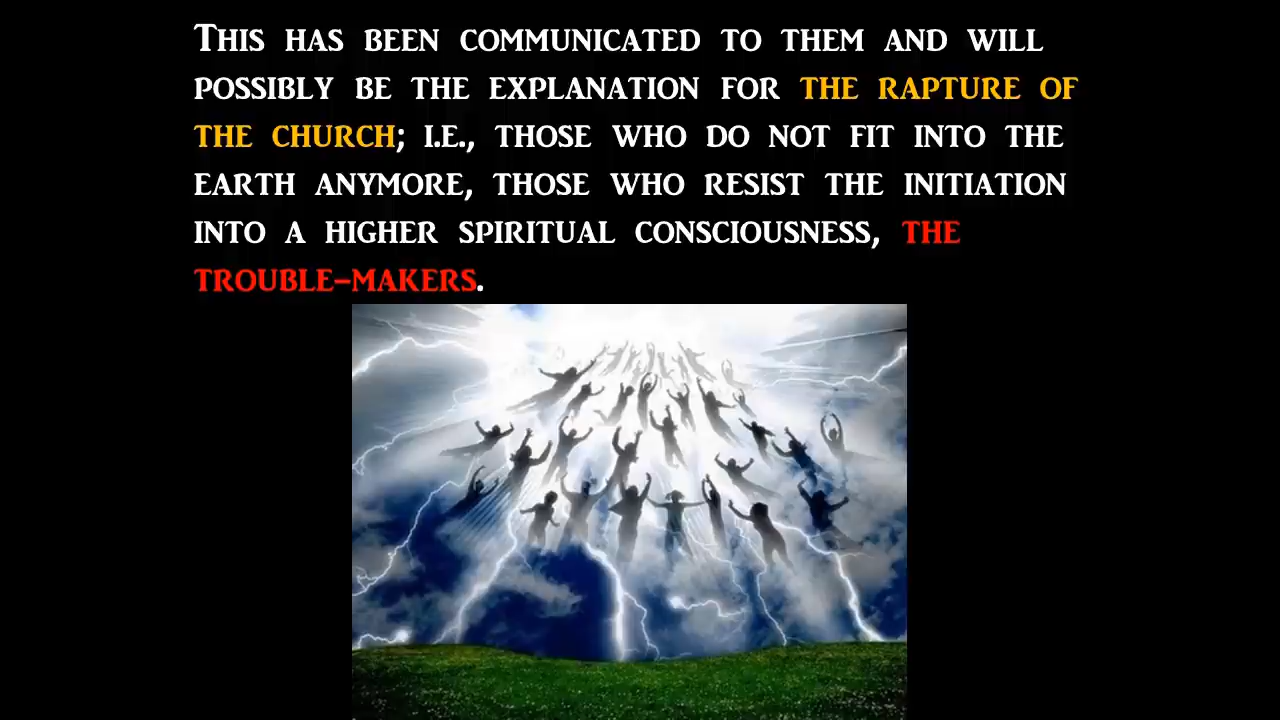 This has been communicated to them and will
possibly be the explanation for the rapture of
the church; i.e., those who do not fit into the
earth anymore, those who resist the initiation
into a higher spiritual consciousness, the
trouble-makers.